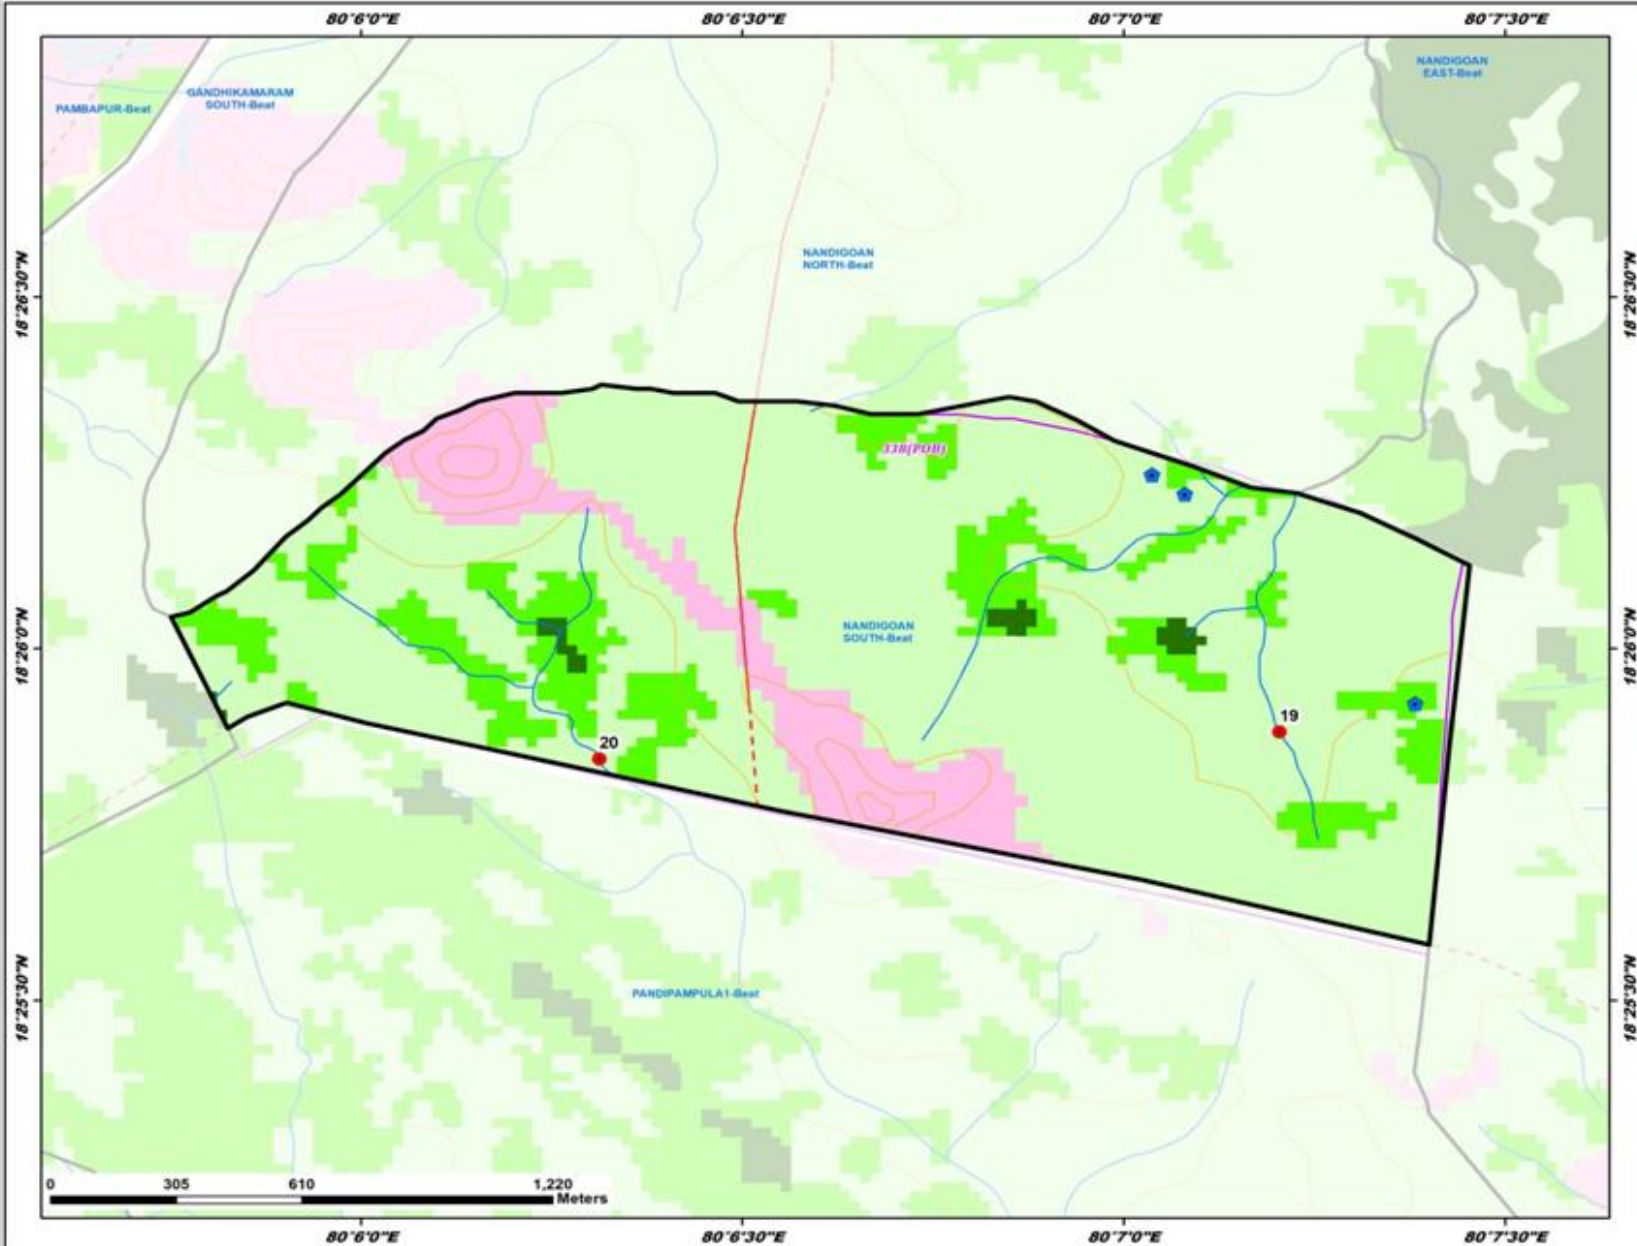 80°6'0"E
80°6'30"E
80°7'0"E
80°7'30"E
NANDIGOAN
EAST-Beat
GANDHIKAMARAM
SOUTH-Beat
PAMBAPUR-Beat
NANDIGOAN
NORTH-Beat
18°26'30"N
18°26'30"N
338(PDB)
NANDIGOAN
SOUTH-Beat
18°26'0"N
18°26'0"N
19
20
PANDIPAMPULA1-Beat
18°25'30"N
18°25'30"N
0 305 610 1,220
Meters
80°6'0"E
80°6'30"E
80°7'0"E
80°7'30"E